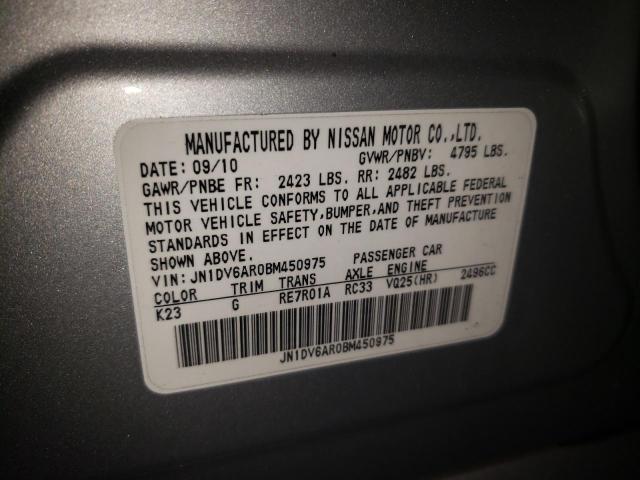 MANUFACTURED BY NISSAN MOTOR CO.,LTD.
DATE: 09/10 GVWR/PNBV: 4795 LBS.
GAWR/PNBE FR: 2423 LBS. RR: 2482 LBS.
THIS VEHICLE CONFORMS TO ALL APPLICABLE FEDERAL
MOTOR VEHICLE SAFETY,BUMPER,AND THEFT PREVENTION
STANDARDS IN EFFECT ON THE DATE OF MANUFACTURE
SHOWN ABOVE.
VIN: JN1DV6AR0BM450975 PASSENGER CAR
COLOR TRIM TRANS AXLE ENGINE
K23 G RE7R01A RC33 VQ25(HR) 2496CC
JN1DV6AR0BM450975